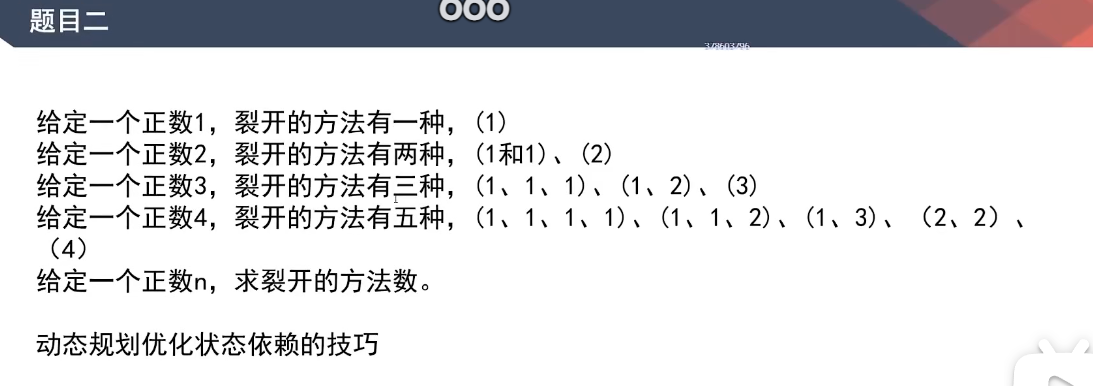 题目二
000
378603796
给定一个正数1，裂开的方法有一种，(1)
给定一个正数2，裂开的方法有两种，(1和1)、(2)
给定一个正数3，裂开的方法有三种，(1、1、1)、(1、2)、(3)
给定一个正数4，裂开的方法有五种，(1、1、1、1)、(1、1、2)、(1、3)、（2、2）、
（4）
给定一个正数n，求裂开的方法数。
动态规划优化状态依赖的技巧